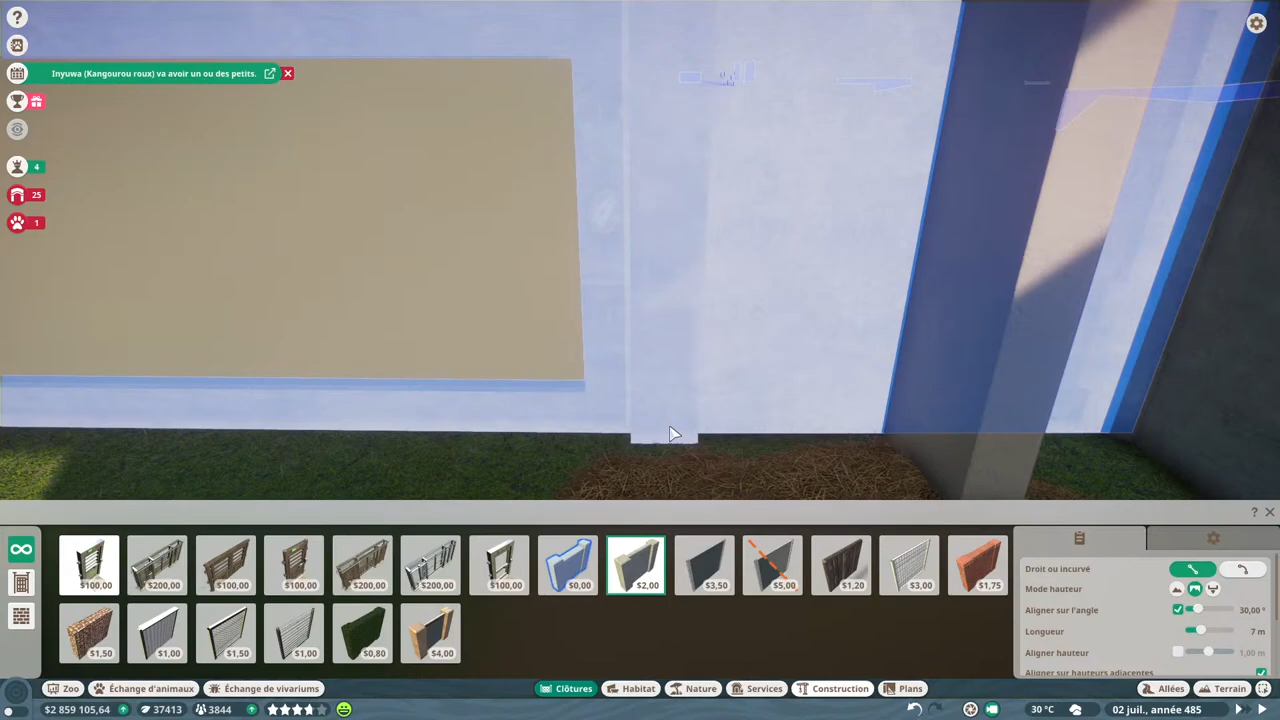 ?
Inyuwa (Kangourou roux) va avoir un ou des petits.
4
25
1
?
$100,00 $200,00 $100,00 $100,00 $200,00 $200,00 $100,00 $0,00 $2,00 $3,50 $5,00 $1,20 $3,00 $1,75
$1,50 $1,00 $1,50 $1,00 $0,80 $4,00
Droit ou incurvé
Mode hauteur
Aligner sur l'angle 30,00 °
Longueur 7 m
Aligner hauteur 1,00 m
Aligner sur hauteurs adjacentes
Zoo Échange d'animaux Échange de vivariums Clôtures Habitat Nature Services Construction Plans Allées Terrain
$2 859 105,64 37413 3844 30 °C 02 juil., année 485